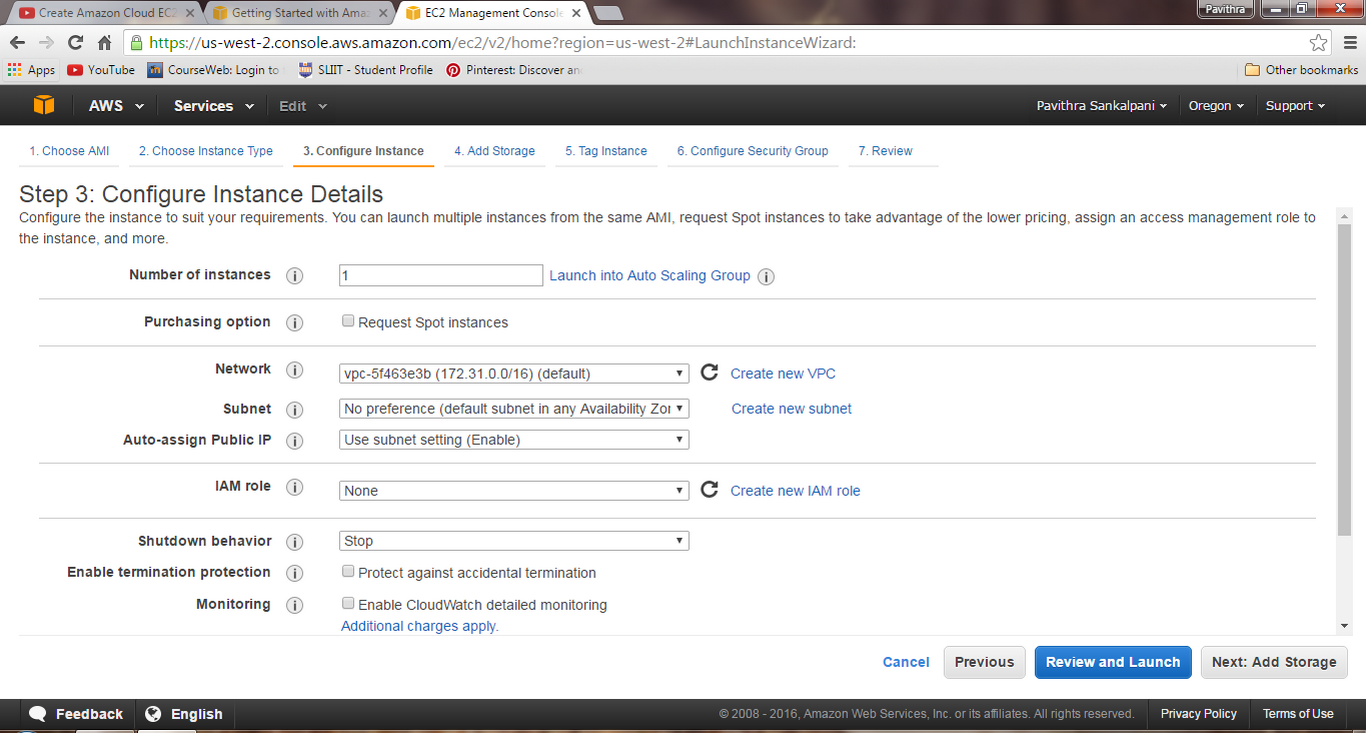 Create Amazon Cloud EC2
Getting Started with Amaz
EC2 Management Console
Pavithra
https://us-west-2.console.aws.amazon.com/ec2/v2/home?region=us-west-2#LaunchInstanceWizard:
Apps YouTube CourseWeb: Login to SLIIT - Student Profile Pinterest: Discover an Other bookmarks
AWS Services Edit Pavithra Sankalpani Oregon Support
1. Choose AMI 2. Choose Instance Type 3. Configure Instance 4. Add Storage 5. Tag Instance 6. Configure Security Group 7. Review
Step 3: Configure Instance Details
Configure the instance to suit your requirements. You can launch multiple instances from the same AMI, request Spot instances to take advantage of the lower pricing, assign an access management role to
the instance, and more.
Number of instances 1 Launch into Auto Scaling Group
Purchasing option Request Spot instances
Network vpc-5f463e3b (172.31.0.0/16) (default) Create new VPC
Subnet No preference (default subnet in any Availability Zor Create new subnet
Auto-assign Public IP Use subnet setting (Enable)
IAM role None Create new IAM role
Shutdown behavior Stop
Enable termination protection Protect against accidental termination
Monitoring Enable CloudWatch detailed monitoring
Additional charges apply.
Cancel Previous Review and Launch Next: Add Storage
Feedback English © 2008 - 2016, Amazon Web Services, Inc. or its affiliates. All rights reserved. Privacy Policy Terms of Use